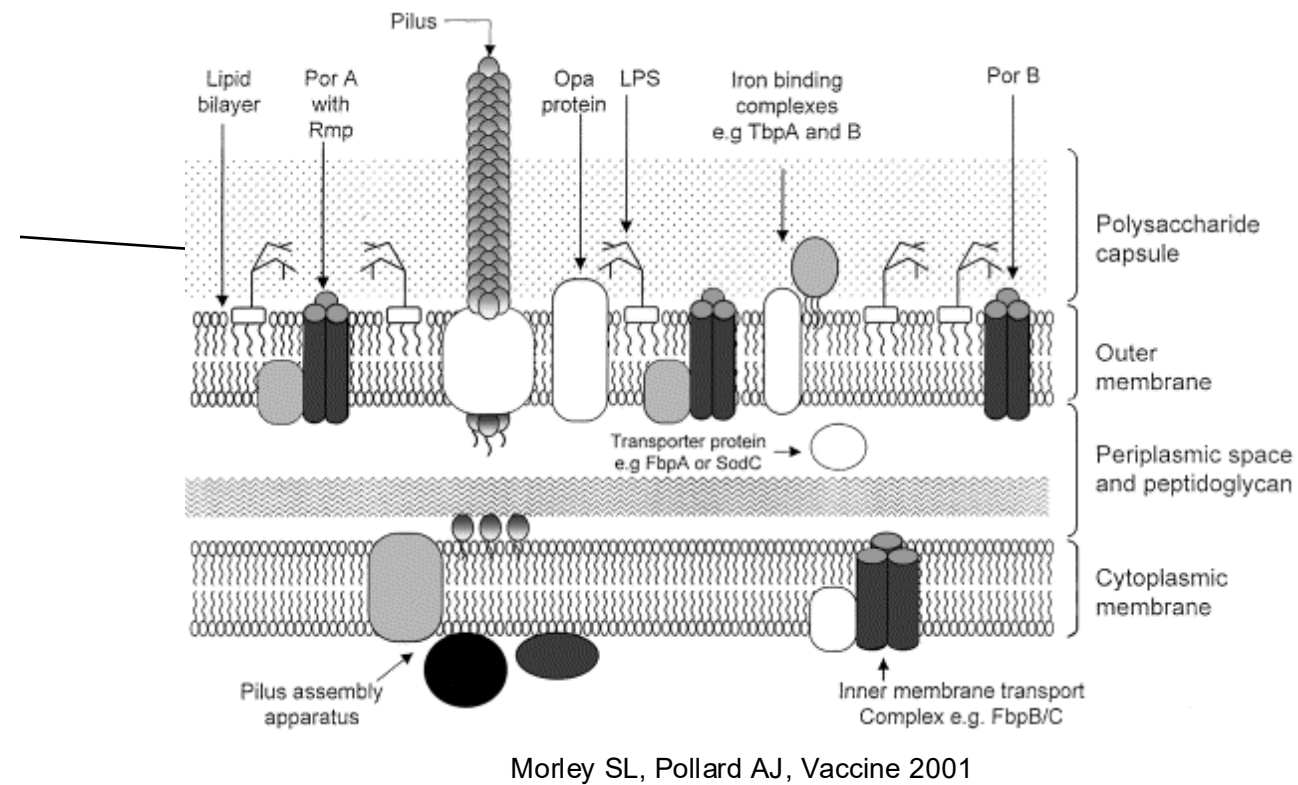 Pilus
Lipid
bilayer
Por A
with
Rmp
Opa
protein
LPS
Iron binding
complexes
e.g TbpA and B
Por B
Polysaccharide
capsule
Outer
membrane
Transporter protein
e.g FbpA or SodC
Periplasmic space
and peptidoglycan
Cytoplasmic
membrane
Pilus assembly
apparatus
Inner membrane transport
Complex e.g. FbpB/C
Morley SL, Pollard AJ, Vaccine 2001